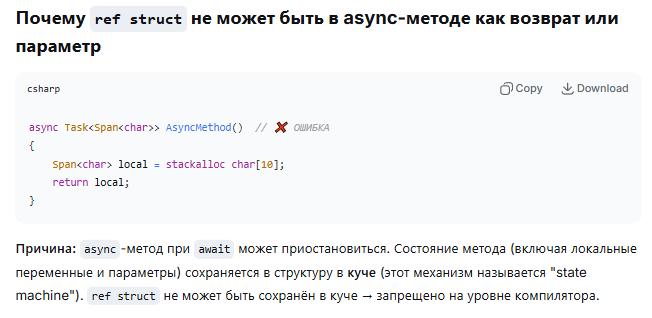 Почему ref struct не может быть в async-методе как возврат или
параметр
csharp Copy Download
async Task<Span<char>> AsyncMethod() // ❌ ОШИБКА
{
    Span<char> local = stackalloc char[10];
    return local;
}
Причина: async-метод при await может приостановиться. Состояние метода (включая локальные
переменные и параметры) сохраняется в структуру в куче (этот механизм называется "state
machine"). ref struct не может быть сохранён в куче → запрещено на уровне компилятора.